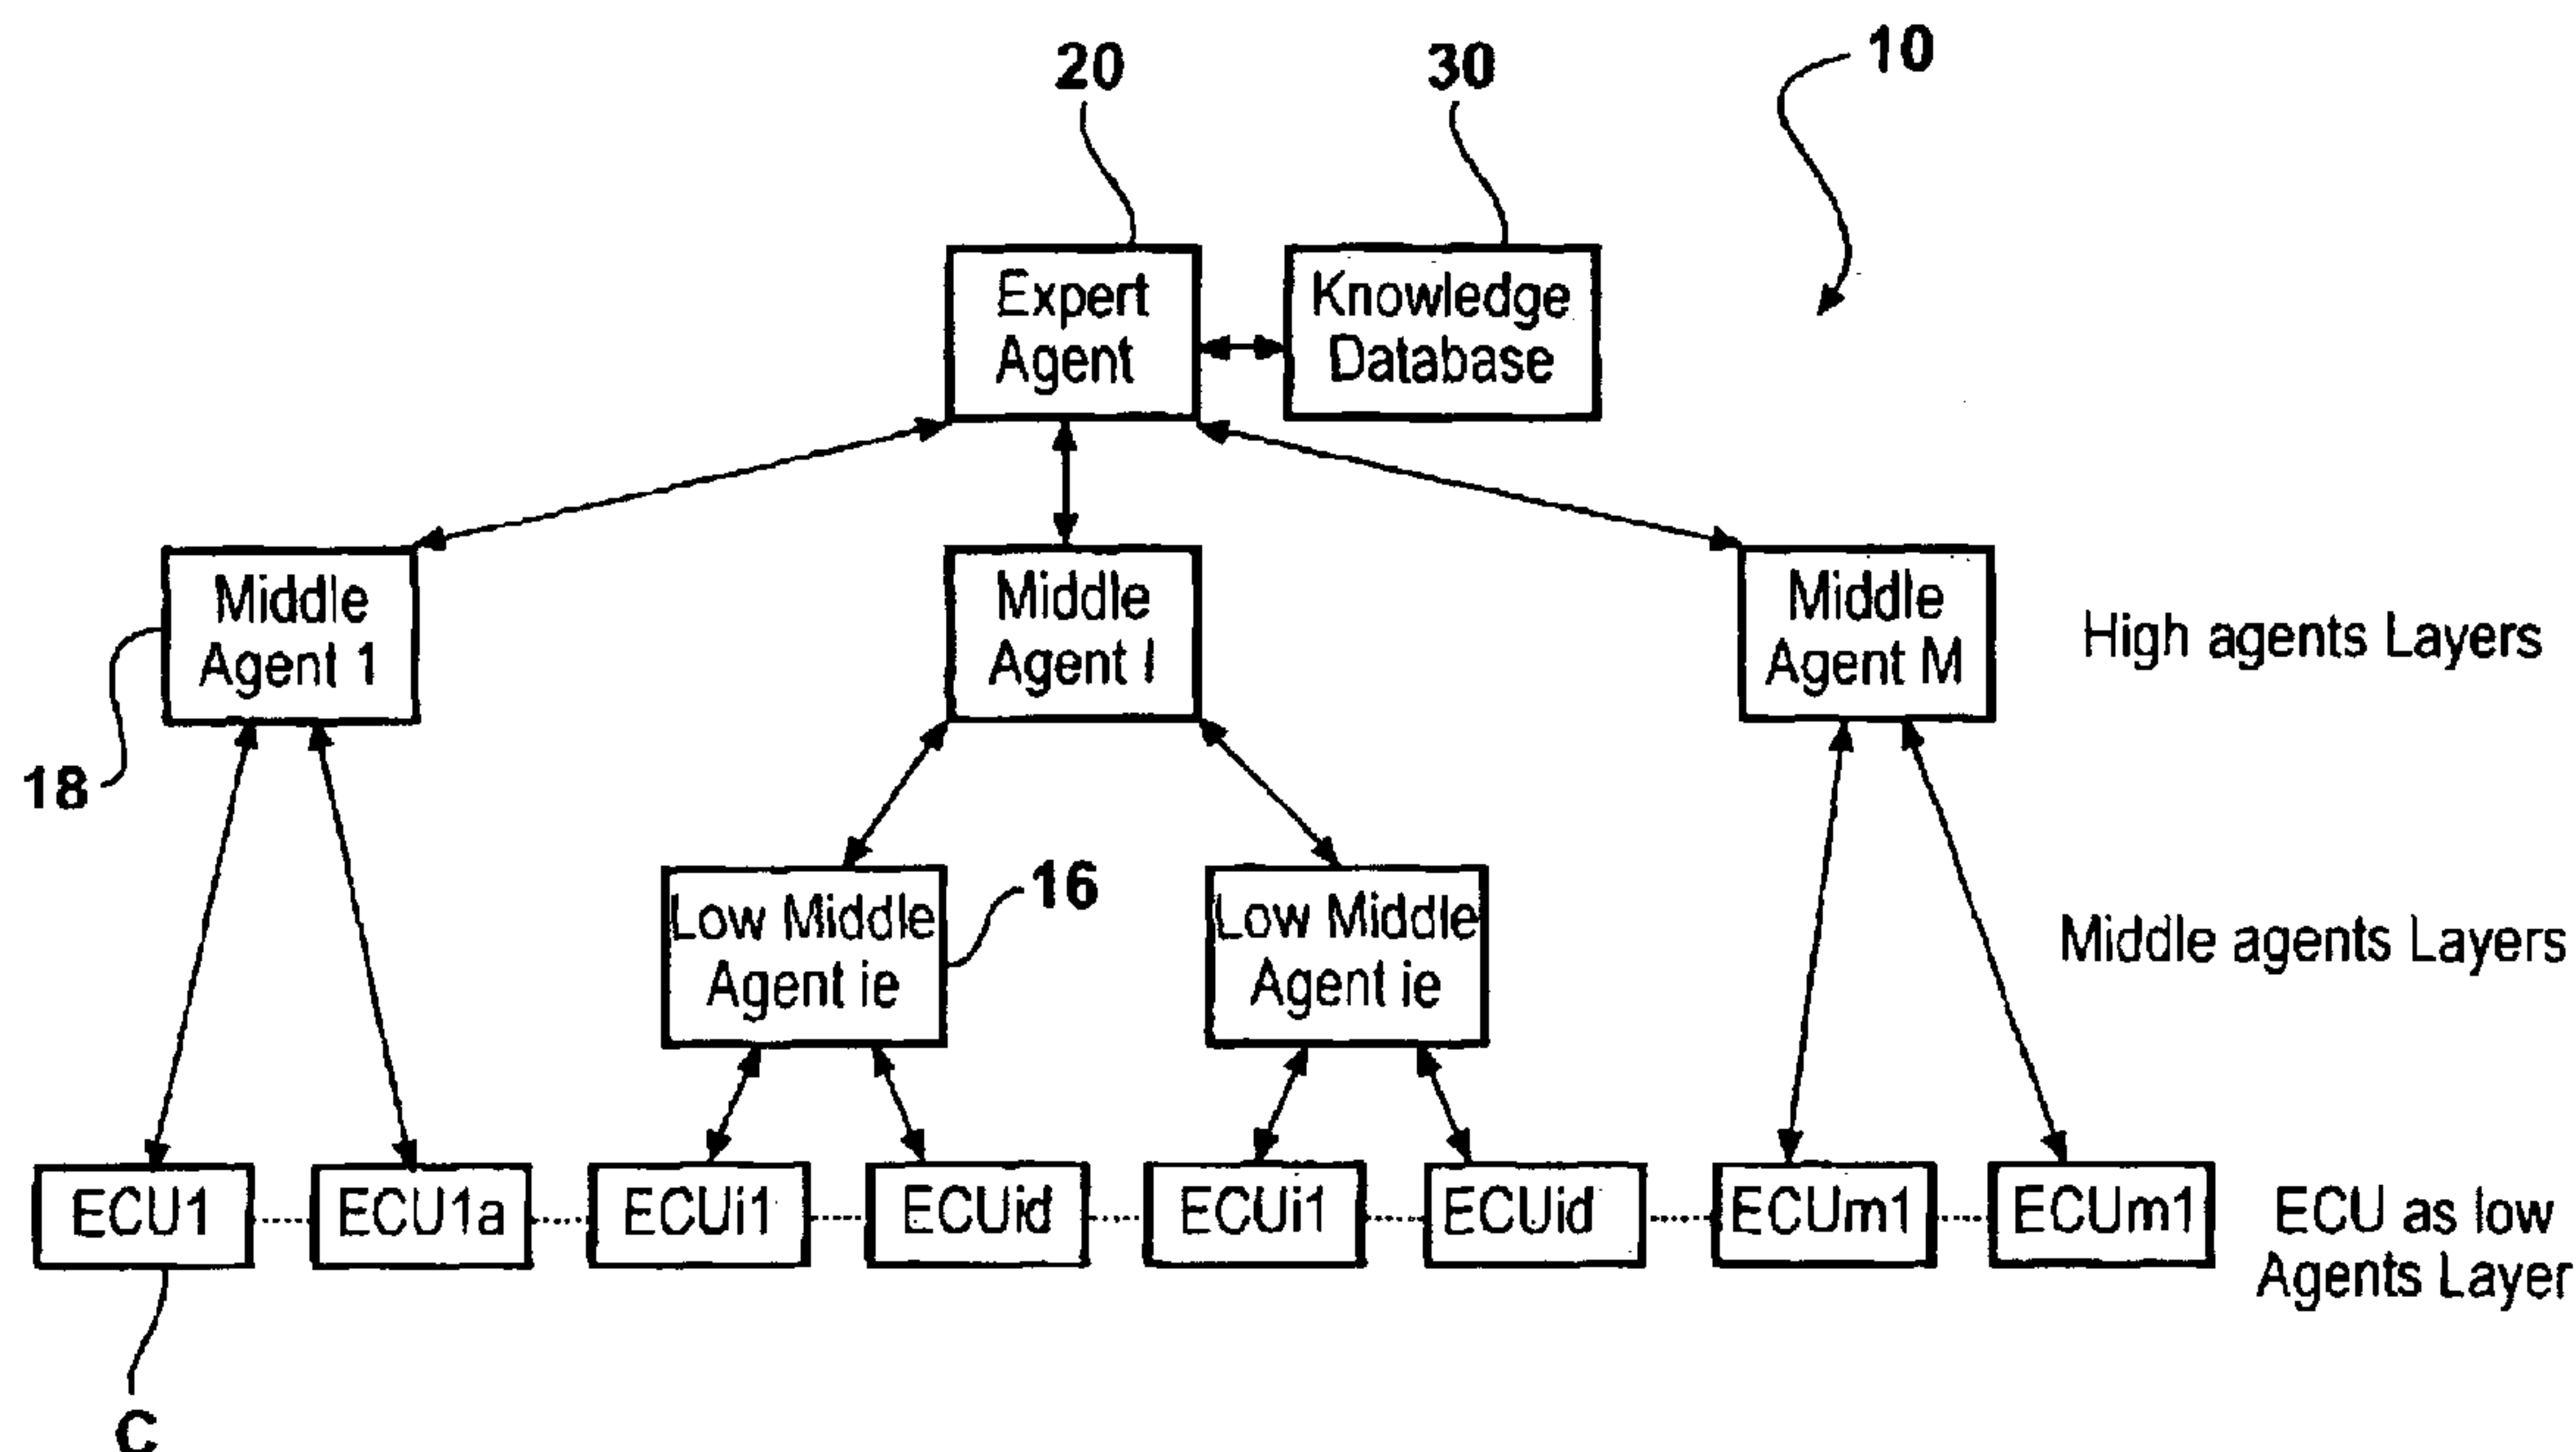 20
30
10
Expert
Agent
Knowledge
Database
Middle
Agent 1
Middle
Agent I
Middle
Agent M
High agents Layers
18
Low Middle
Agent ie
16
Low Middle
Agent ie
Middle agents Layers
ECU1
ECU1a
ECUi1
ECUid
ECUi1
ECUid
ECUm1
ECUm1
ECU as low
Agents Layer
C